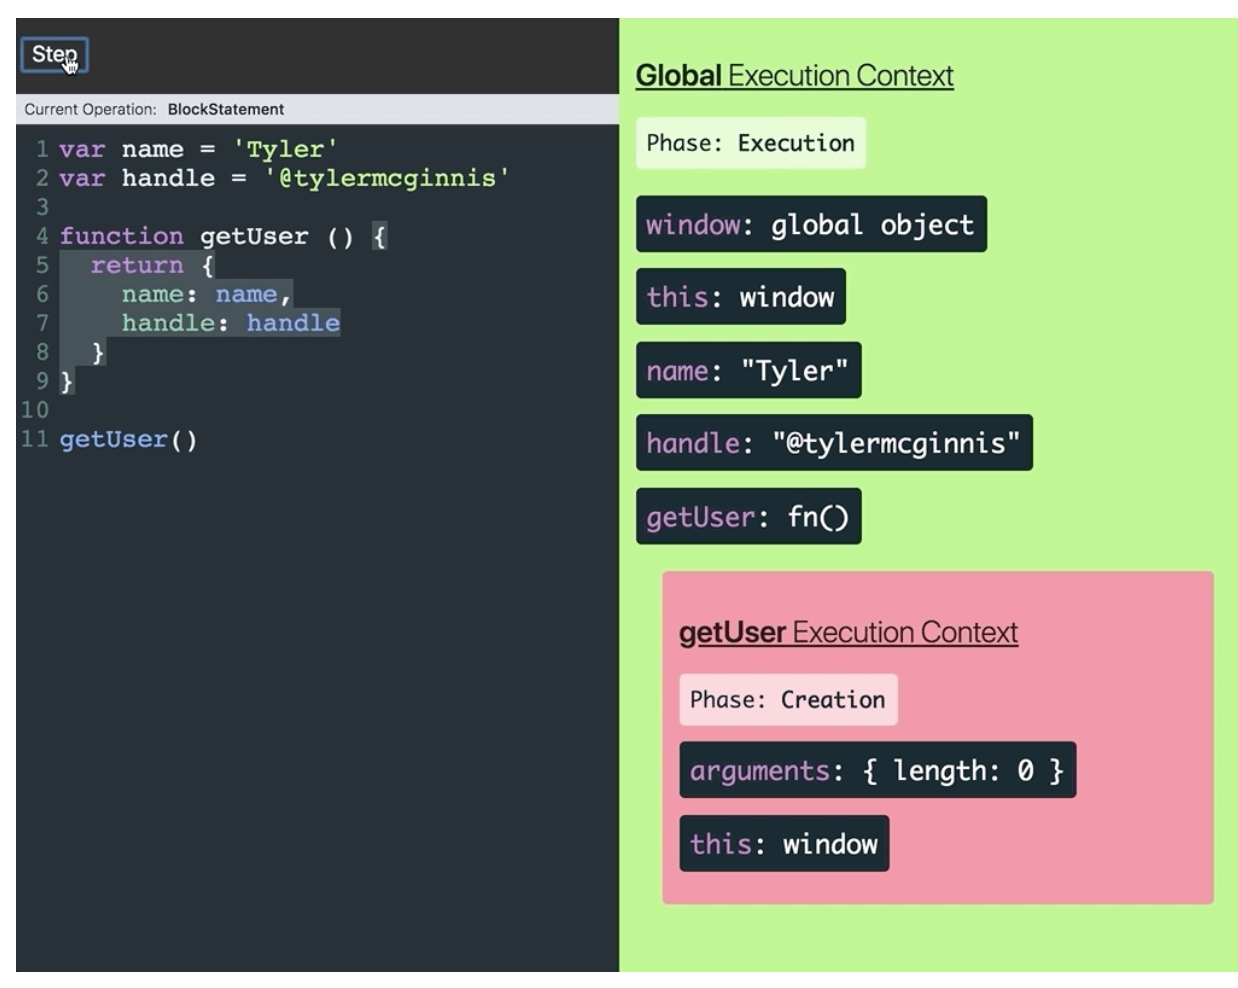 Step
Current Operation: BlockStatement
1 var name = 'Tyler'
2 var handle = '@tylermcginnis'
3
4 function getUser () {
5   return {
6     name: name,
7     handle: handle
8   }
9 }
10
11 getUser()
Global Execution Context
Phase: Execution
window: global object
this: window
name: "Tyler"
handle: "@tylermcginnis"
getUser: fn()
getUser Execution Context
Phase: Creation
arguments: { length: 0 }
this: window